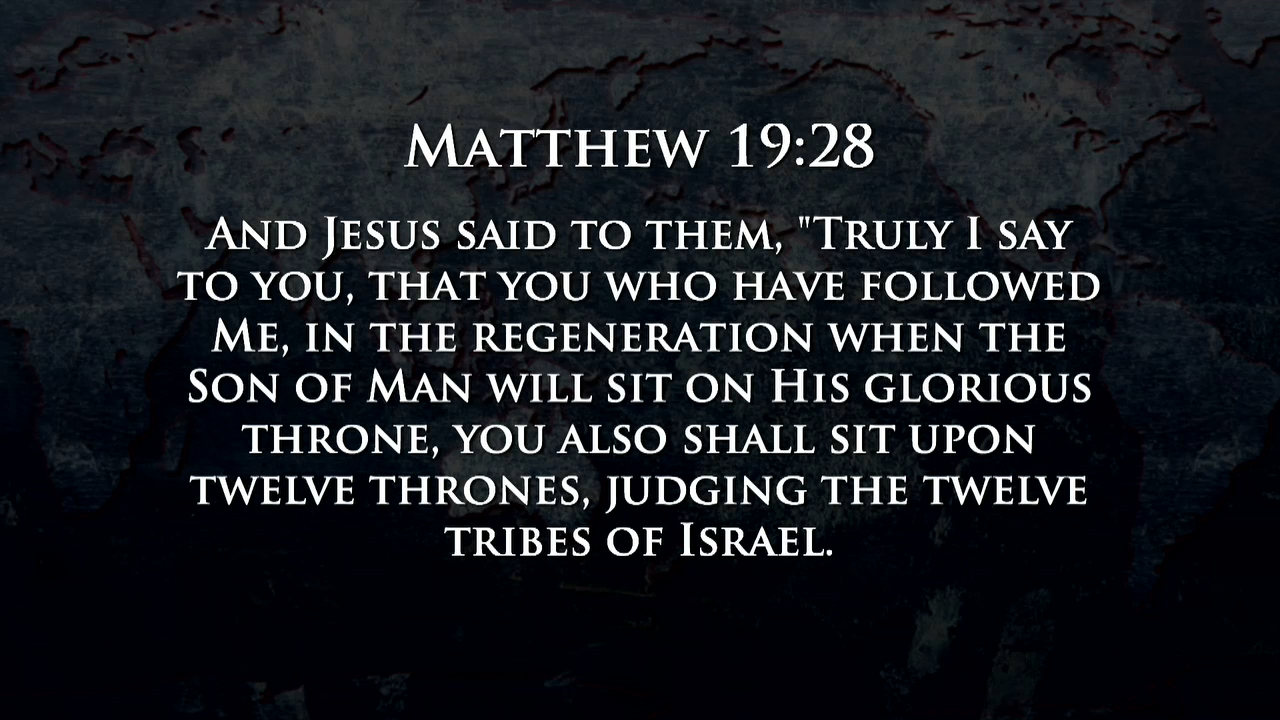 Matthew 19:28
And Jesus said to them, "Truly I say
to you, that you who have followed
Me, in the regeneration when the
Son of Man will sit on His glorious
throne, you also shall sit upon
twelve thrones, judging the twelve
tribes of Israel.